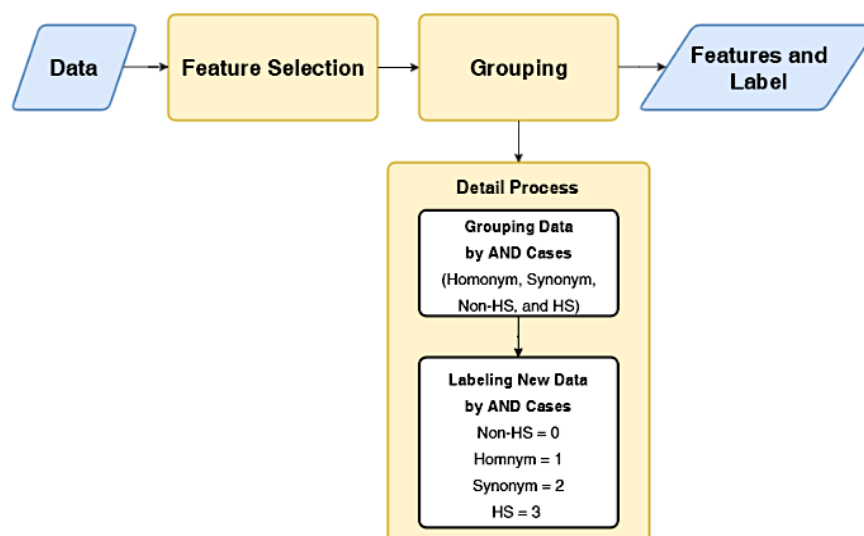 Data
Feature Selection
Grouping
Features and
Label
Detail Process
Grouping Data
by AND Cases
(Homonym, Synonym,
Non-HS, and HS)
Labeling New Data
by AND Cases
Non-HS = 0
Homnym = 1
Synonym = 2
HS = 3